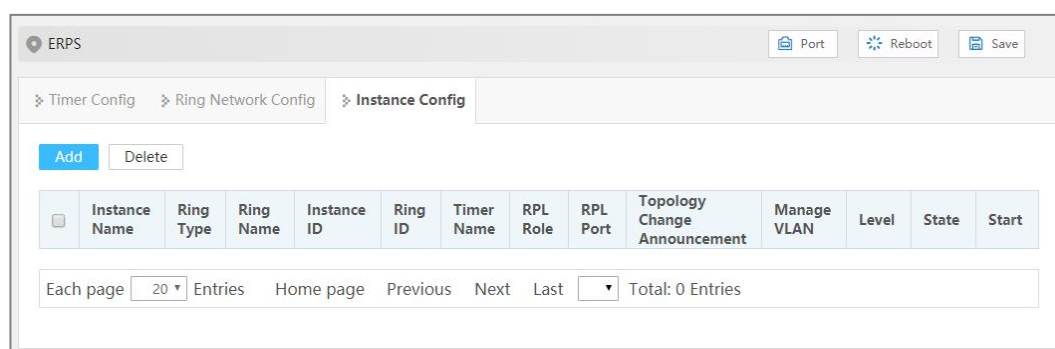 ERPS Port Reboot Save
Timer Config Ring Network Config Instance Config
Add Delete
Instance Name Ring Type Ring Name Instance ID Ring ID Timer Name RPL Role RPL Port Topology Change Announcement Manage VLAN Level State Start
Each page 20 Entries Home page Previous Next Last Total: 0 Entries